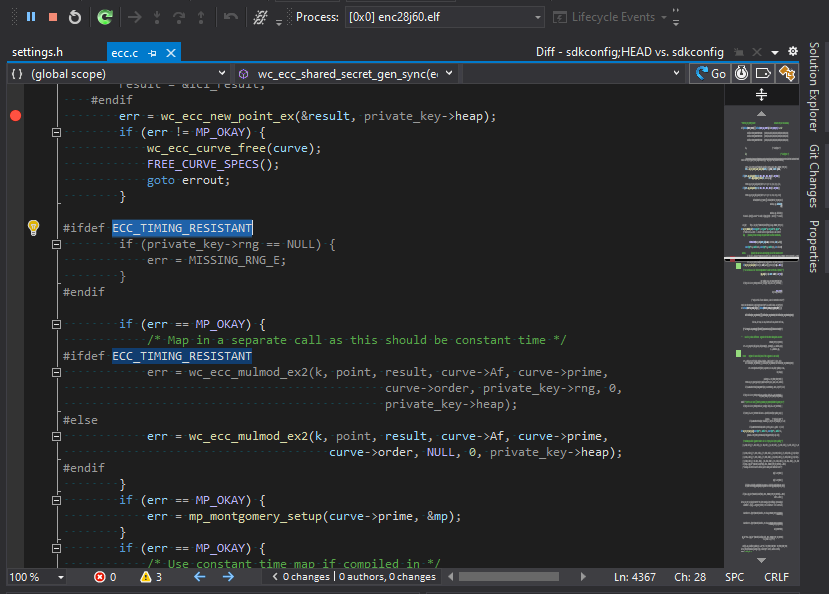 Process: [0x0] enc28j60.elf Lifecycle Events
settings.h ecc.c Diff - sdkconfig;HEAD vs. sdkconfig
{ } (global scope) wc_ecc_shared_secret_gen_sync(e Go
result = &lcl_result;
#endif
err = wc_ecc_new_point_ex(&result, private_key->heap);
if (err != MP_OKAY) {
wc_ecc_curve_free(curve);
FREE_CURVE_SPECS();
goto errout;
}
#ifdef ECC_TIMING_RESISTANT
if (private_key->rng == NULL) {
err = MISSING_RNG_E;
}
#endif
if (err == MP_OKAY) {
/* Map in a separate call as this should be constant time */
#ifdef ECC_TIMING_RESISTANT
err = wc_ecc_mulmod_ex2(k, point, result, curve->Af, curve->prime,
curve->order, private_key->rng, 0,
private_key->heap);
#else
err = wc_ecc_mulmod_ex2(k, point, result, curve->Af, curve->prime,
curve->order, NULL, 0, private_key->heap);
#endif
}
if (err == MP_OKAY) {
err = mp_montgomery_setup(curve->prime, &mp);
}
if (err == MP_OKAY) {
/* Use constant time map if compiled in */
100 % 0 3 0 changes | 0 authors, 0 changes Ln: 4367 Ch: 28 SPC CRLF
Solution Explorer
Git Changes
Properties